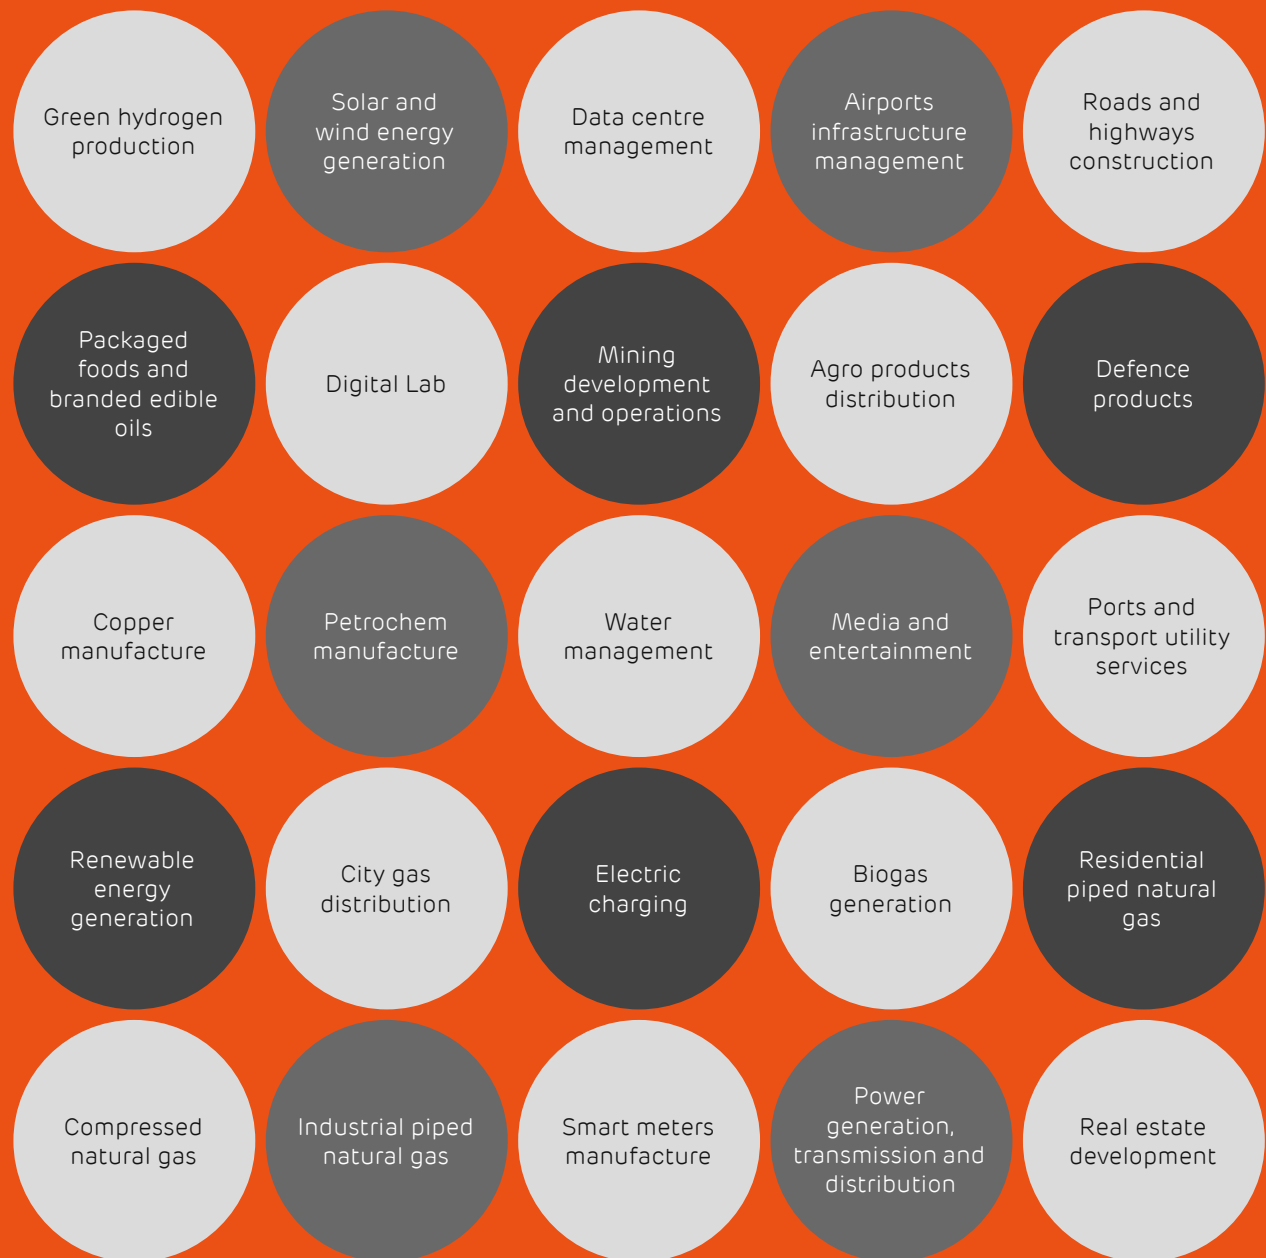 Green hydrogen
production
Solar and
wind energy
generation
Data centre
management
Airports
infrastructure
management
Roads and
highways
construction
Packaged
foods and
branded edible
oils
Digital Lab
Mining
development
and operations
Agro products
distribution
Defence
products
Copper
manufacture
Petrochem
manufacture
Water
management
Media and
entertainment
Ports and
transport utility
services
Renewable
energy
generation
City gas
distribution
Electric
charging
Biogas
generation
Residential
piped natural
gas
Compressed
natural gas
Industrial piped
natural gas
Smart meters
manufacture
Power
generation,
transmission and
distribution
Real estate
development